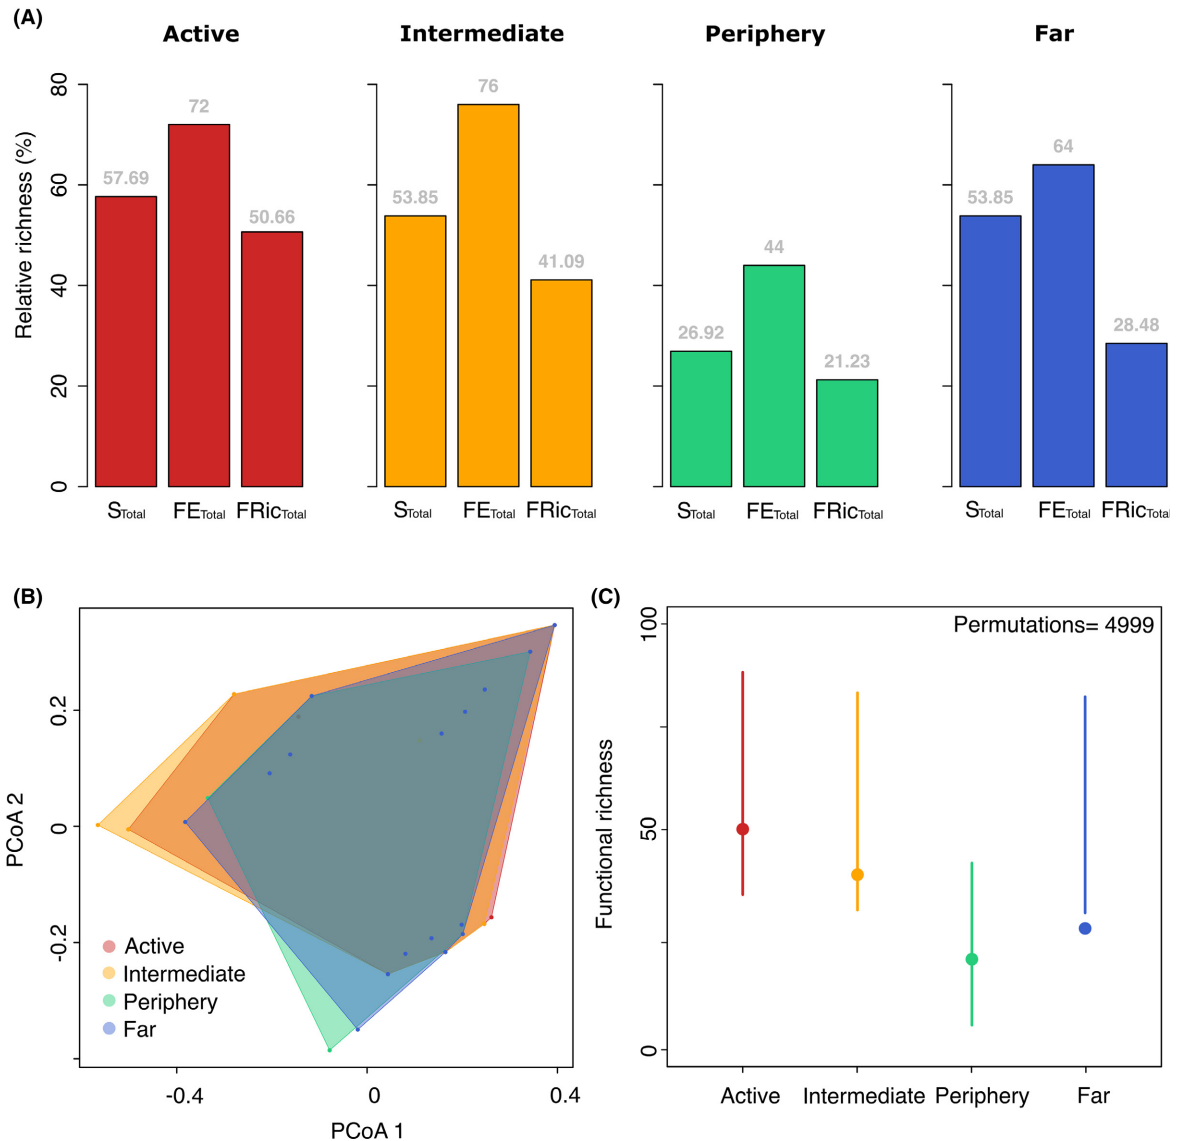 (A)
Active Intermediate Periphery Far
Relative richness (%)
80
60
40
20
0
57.69 72 50.66
53.85 76 41.09
26.92 44 21.23
53.85 64 28.48
STotal FETotal FRicTotal STotal FETotal FRicTotal STotal FETotal FRicTotal STotal FETotal FRicTotal
(B)
PCoA 2
0.2
0
-0.2
Active
Intermediate
Periphery
Far
-0.4 0 0.4
PCoA 1
(C)
Permutations= 4999
Functional richness
100
50
0
Active Intermediate Periphery Far